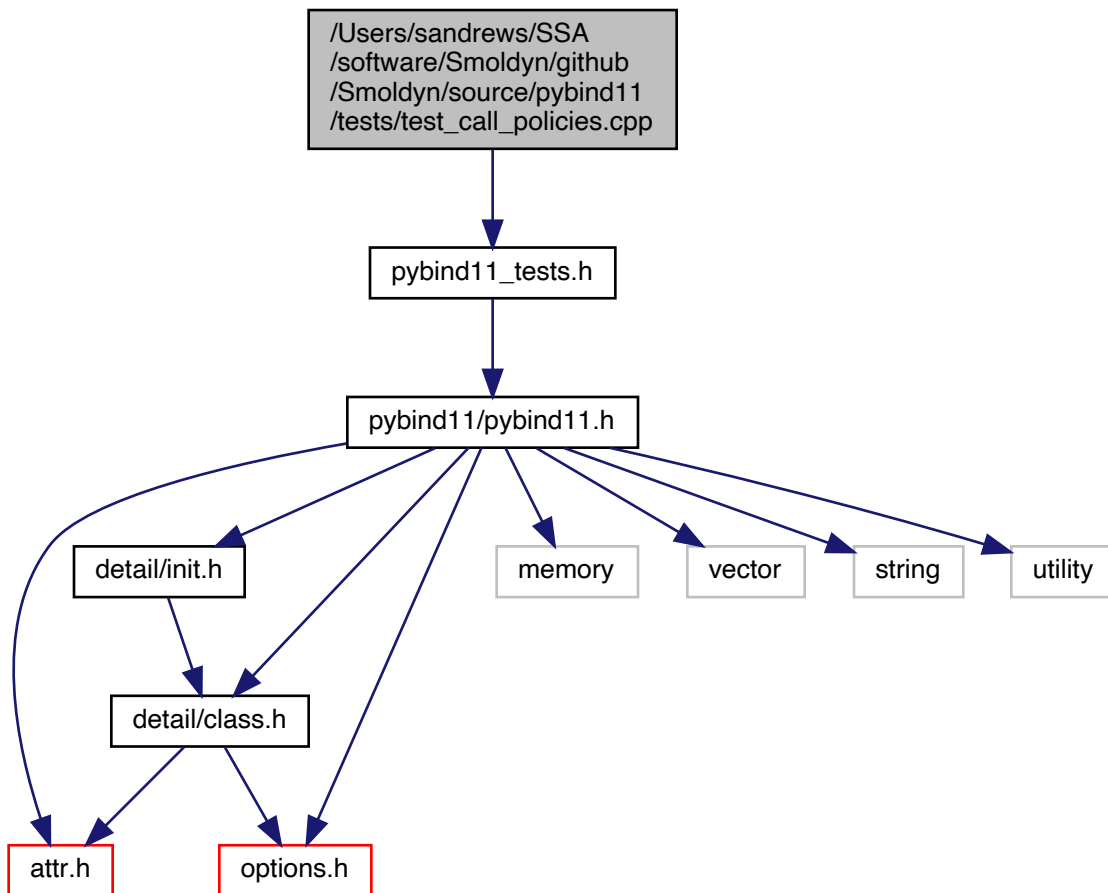 /Users/sandrews/SSA
/software/Smoldyn/github
/Smoldyn/source/pybind11
/tests/test_call_policies.cpp
pybind11_tests.h
pybind11/pybind11.h
detail/init.h
memory
vector
string
utility
detail/class.h
attr.h
options.h